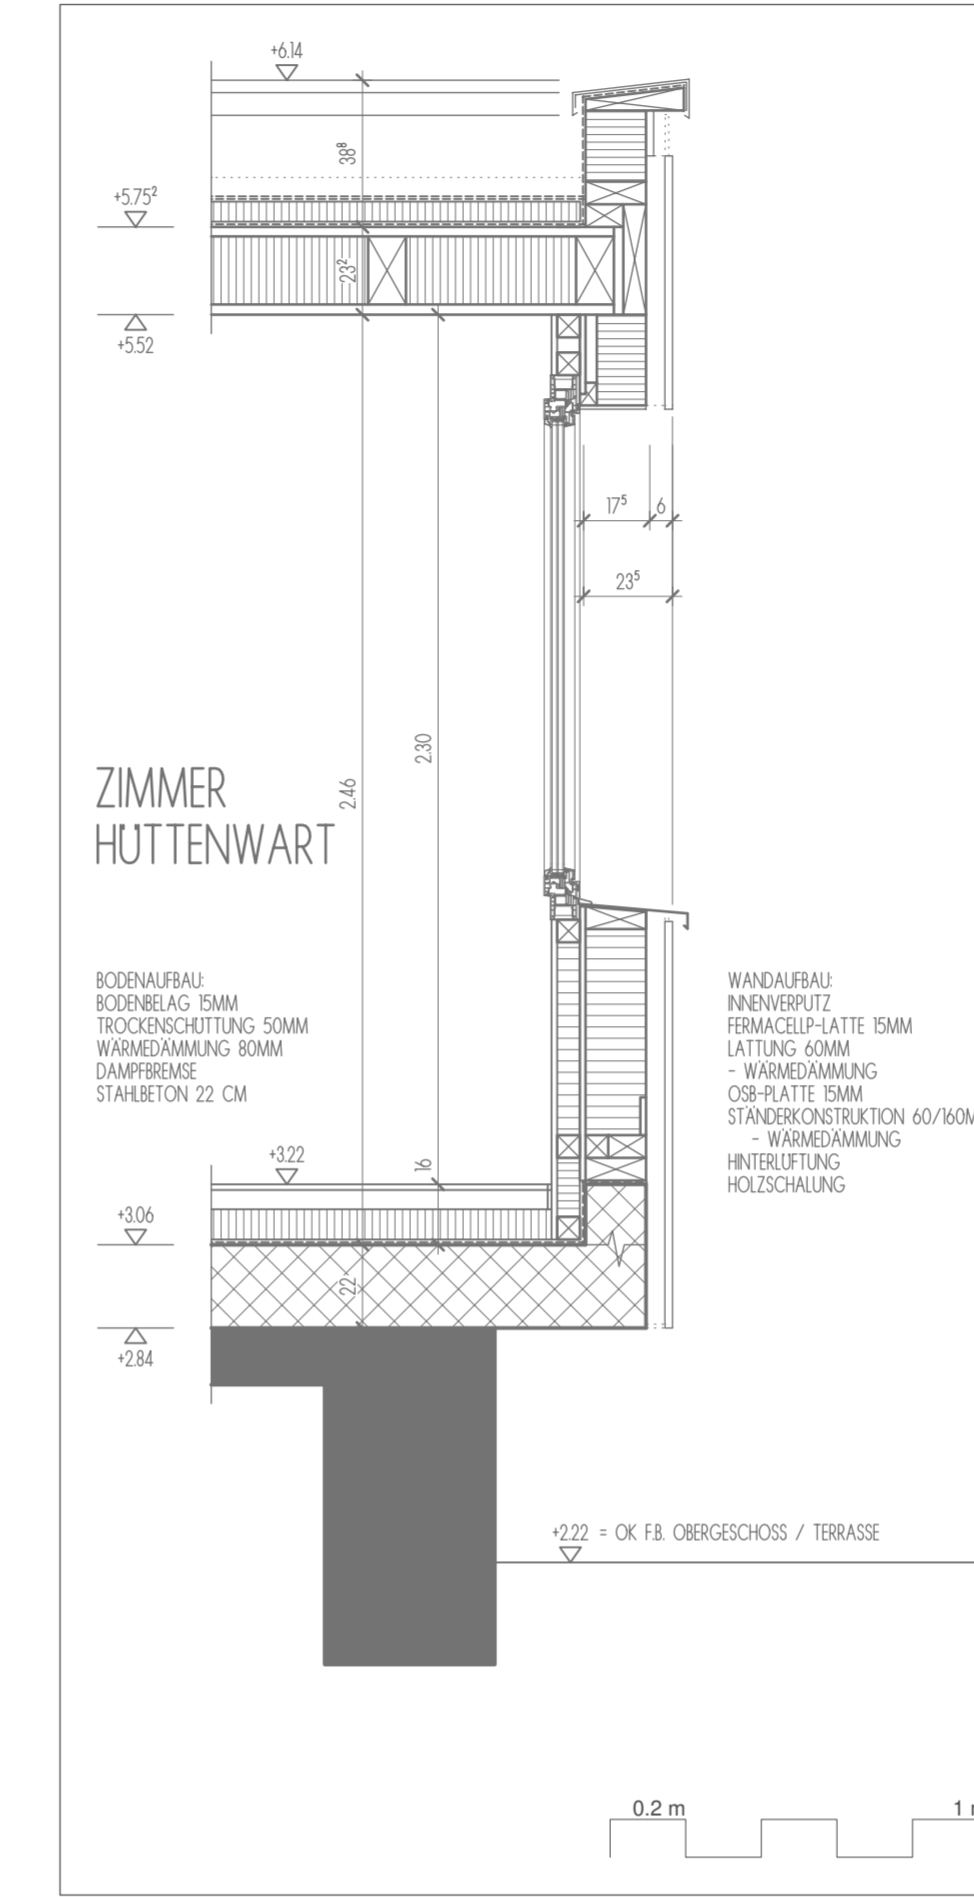 +6.14
38⁸
+5.75²
23²
+5.52
17⁵ 6
23⁵
2.30
2.46
ZIMMER
HÜTTENWART
BODENAUFBAU:
BODENBELAG 15MM
TROCKENSCHÜTTUNG 50MM
WÄRMEDÄMMUNG 80MM
DAMPFBREMSE
STAHLBETON 22 CM
WANDAUFBAU:
INNENVERPUTZ
FERMACELLP-LATTE 15MM
LATTUNG 60MM
- WÄRMEDÄMMUNG
OSB-PLATTE 15MM
STÄNDERKONSTRUKTION 60/160M
- WÄRMEDÄMMUNG
HINTERLÜFTUNG
HOLZSCHALUNG
+3.22
16
+3.06
22
+2.84
+2.22 = OK F.B. OBERGESCHOSS / TERRASSE
0.2 m 1